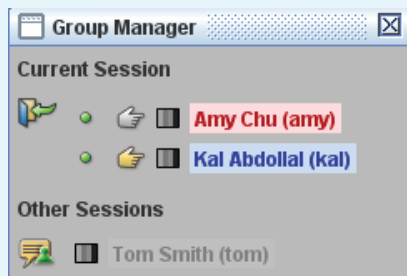 Group Manager
Current Session
Amy Chu (amy)
Kal Abdollal (kal)
Other Sessions
Tom Smith (tom)